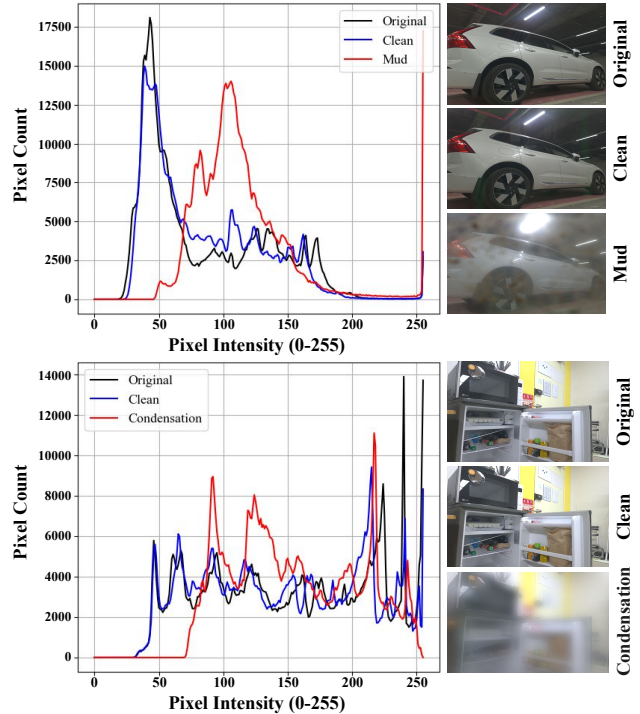 17500
15000
12500
10000
7500
5000
2500
0
Pixel Count
Original
Clean
Mud
0
50
100
150
200
250
Pixel Intensity (0-255)
Original
Clean
Mud
14000
12000
10000
8000
6000
4000
2000
0
Pixel Count
Original
Clean
Condensation
0
50
100
150
200
250
Pixel Intensity (0-255)
Original
Clean
Condensation